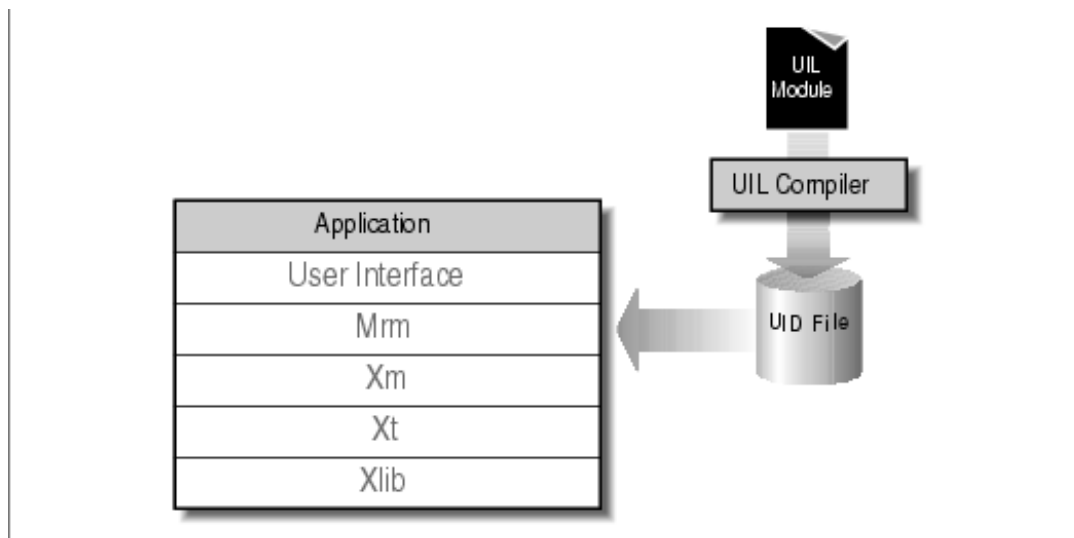 UIL
Module
UIL Compiler
Application
User Interface
Mrm
UID File
Xm
Xt
Xlib